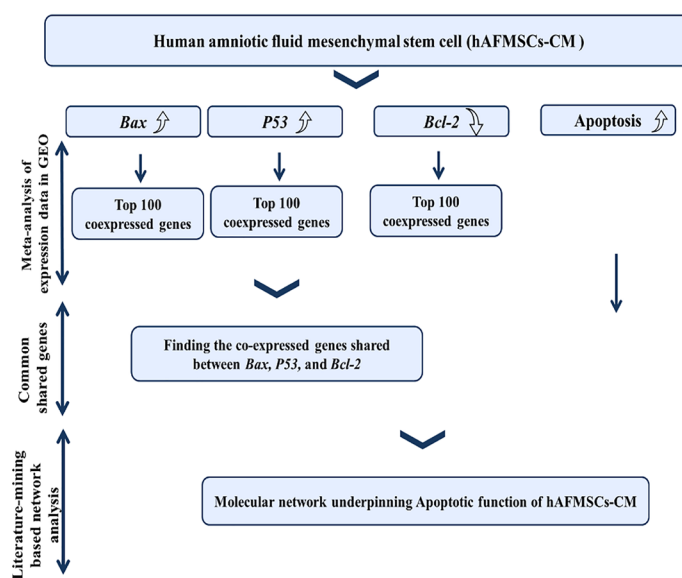 Human amniotic fluid mesenchymal stem cell (hAFMSCs-CM )
Bax
P53
Bcl-2
Apoptosis
Meta-analysis of
expression data in GEO
Top 100
coexpressed genes
Top 100
coexpressed genes
Top 100
coexpressed genes
Common
shared genes
Finding the co-expressed genes shared
between Bax, P53, and Bcl-2
Literature-mining
based network
analysis
Molecular network underpinning Apoptotic function of hAFMSCs-CM